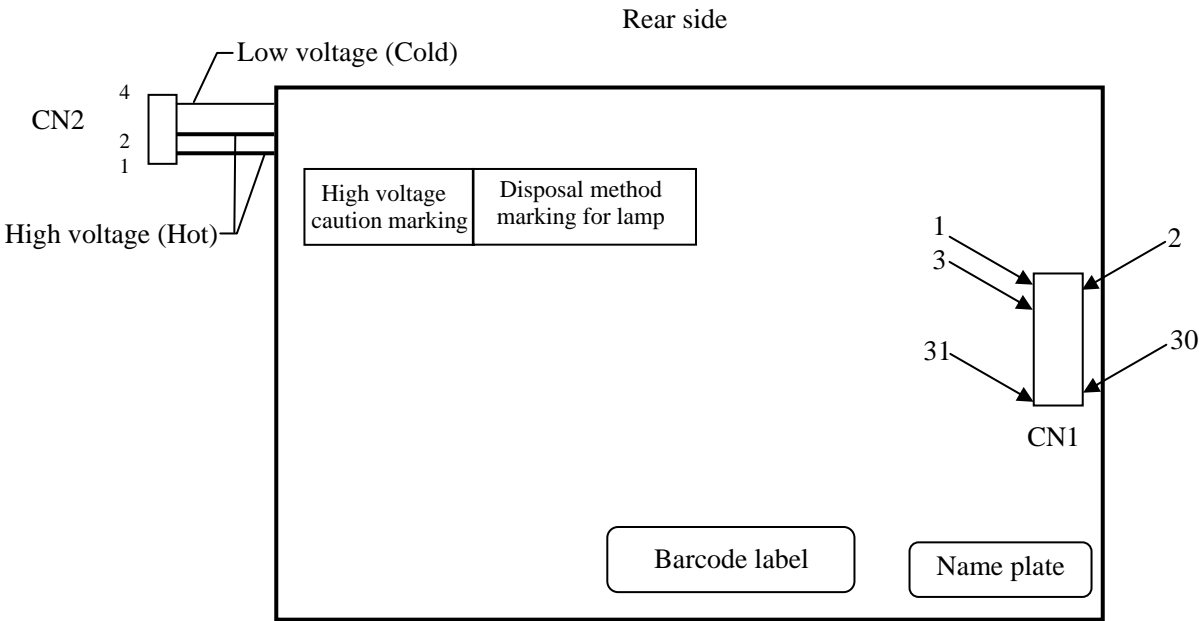 Rear side
Low voltage (Cold)
4
CN2
2
1
High voltage
caution marking
Disposal method
marking for lamp
High voltage (Hot)
1
2
3
31
30
CN1
Barcode label
Name plate